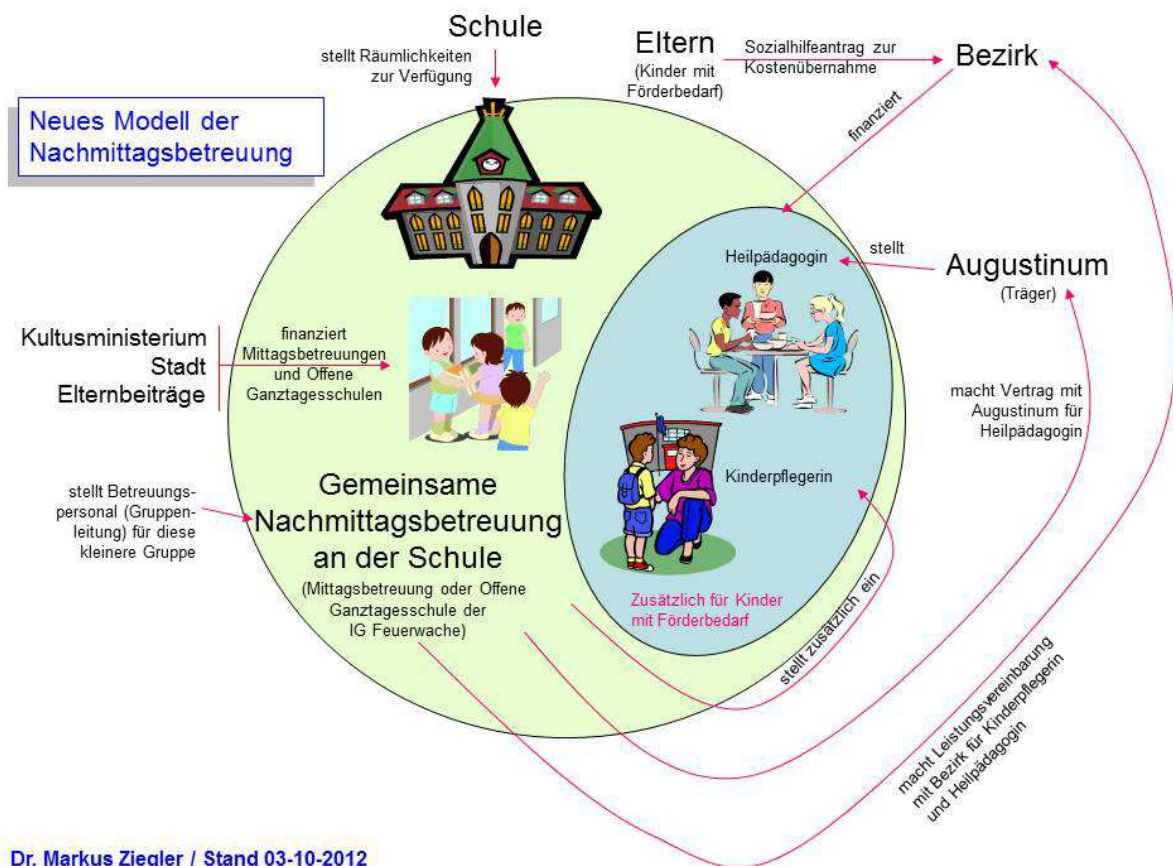 Schule
stellt Räumlichkeiten
zur Verfügung
Eltern
(Kinder mit
Förderbedarf)
Sozialhilfeantrag zur
Kostenübernahme
Bezirk
Neues Modell der
Nachmittagsbetreuung
finanziert
Heilpädagogin
stellt
Augustinum
(Träger)
Kultusministerium
Stadt
Elternbeiträge
finanziert
Mittagsbetreuungen
und Offene
Ganztagesschulen
macht Vertrag mit
Augustinum für
Heilpädagogin
Kinderpflegerin
stellt Betreuungs-
personal (Gruppen-
leitung) für diese
kleinere Gruppe
Gemeinsame
Nachmittagsbetreuung
an der Schule
(Mittagsbetreuung oder Offene
Ganztagesschule der
IG Feuerwache)
Zusätzlich für Kinder
mit Förderbedarf
stellt zusätzlich ein
macht Leistungsvereinbarung
mit Bezirk für Kinderpflegerin
und Heilpädagogin
Dr. Markus Ziegler / Stand 03-10-2012